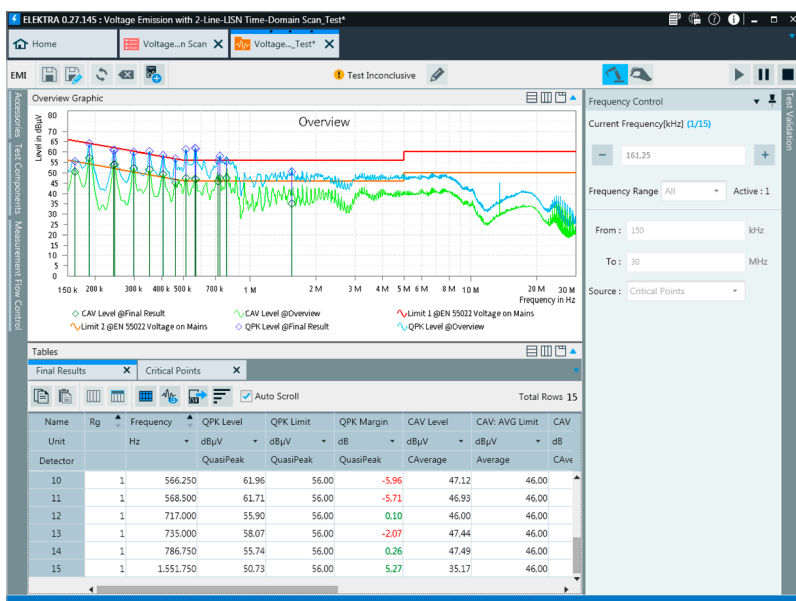 ELEKTRA 0.27.145 : Voltage Emission with 2-Line-LISN Time-Domain Scan_Test*
Home
Voltage...n Scan
Voltage..._Test*
EMI
Test Inconclusive
Accessories
Test Components
Measurement Flow Control
Overview Graphic
Overview
Level in dBµV
80
70
65
60
55
50
45
40
35
30
25
20
15
10
5
0
150 k 200 k 300 k 400 k 500 k 700 k 1 M 2 M 3 M 4 M 5 M 6 M 8 M 10 M 20 M 30 M
Frequency in Hz
CAV Level @Final Result CAV Level @Overview Limit 1 @EN 55022 Voltage on Mains
Limit 2 @EN 55022 Voltage on Mains QPK Level @Final Result QPK Level @Overview
Tables
Final Results
Critical Points
Auto Scroll
Total Rows 15
Name Rg Frequency QPK Level QPK Limit QPK Margin CAV Level CAV: AVG Limit CAV
Unit Hz dBµV dBµV dB dBµV dBµV dB
Detector QuasiPeak QuasiPeak QuasiPeak CAverage Average CAve
10 1 566.250 61,96 56,00 -5,96 47,12 46,00
11 1 568.500 61,71 56,00 -5,71 46,93 46,00
12 1 717.000 55,90 56,00 0,10 46,00 46,00
13 1 735.000 58,07 56,00 -2,07 47,44 46,00
14 1 786.750 55,74 56,00 0,26 47,49 46,00
15 1 1.551.750 50,73 56,00 5,27 35,17 46,00
Frequency Control
Current Frequency[kHz] (1/15)
161,25
Frequency Range All Active : 1
From : 150 kHz
To : 30 MHz
Source : Critical Points
Test Validation